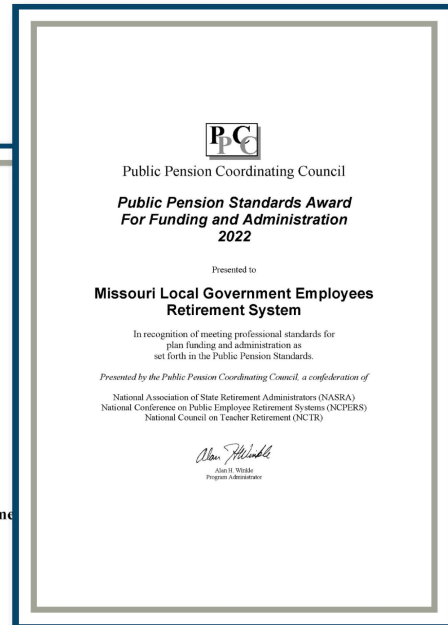 PPCC
Public Pension Coordinating Council
Public Pension Standards Award
For Funding and Administration
2022
Presented to
Missouri Local Government Employees
Retirement System
In recognition of meeting professional standards for
plan funding and administration as
set forth in the Public Pension Standards.
Presented by the Public Pension Coordinating Council, a confederation of
National Association of State Retirement Administrators (NASRA)
National Conference on Public Employee Retirement Systems (NCPERS)
National Council on Teacher Retirement (NCTR)
Alan H. Winkle
Alan H. Winkle
Program Administrator